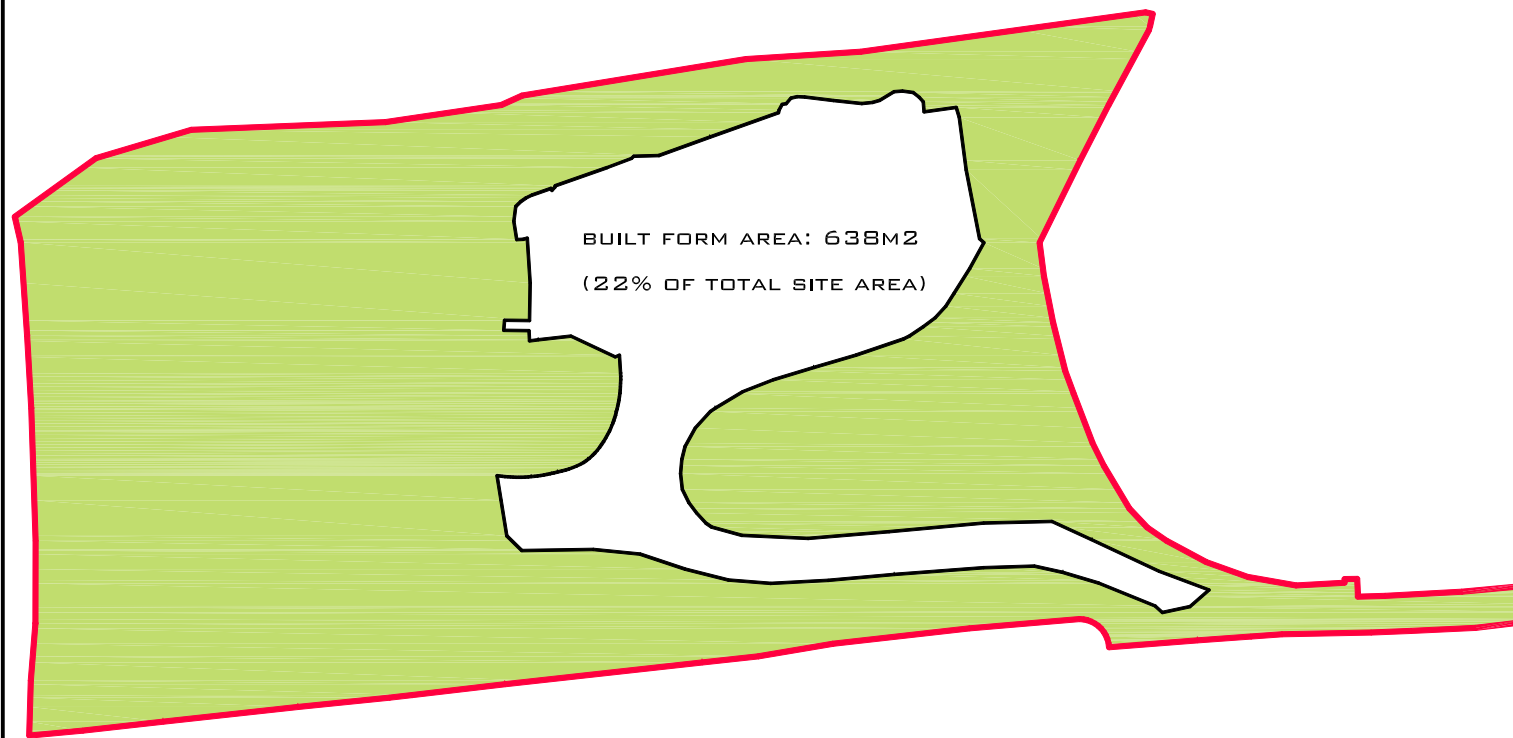 BUILT FORM AREA: 638M2
(22% OF TOTAL SITE AREA)